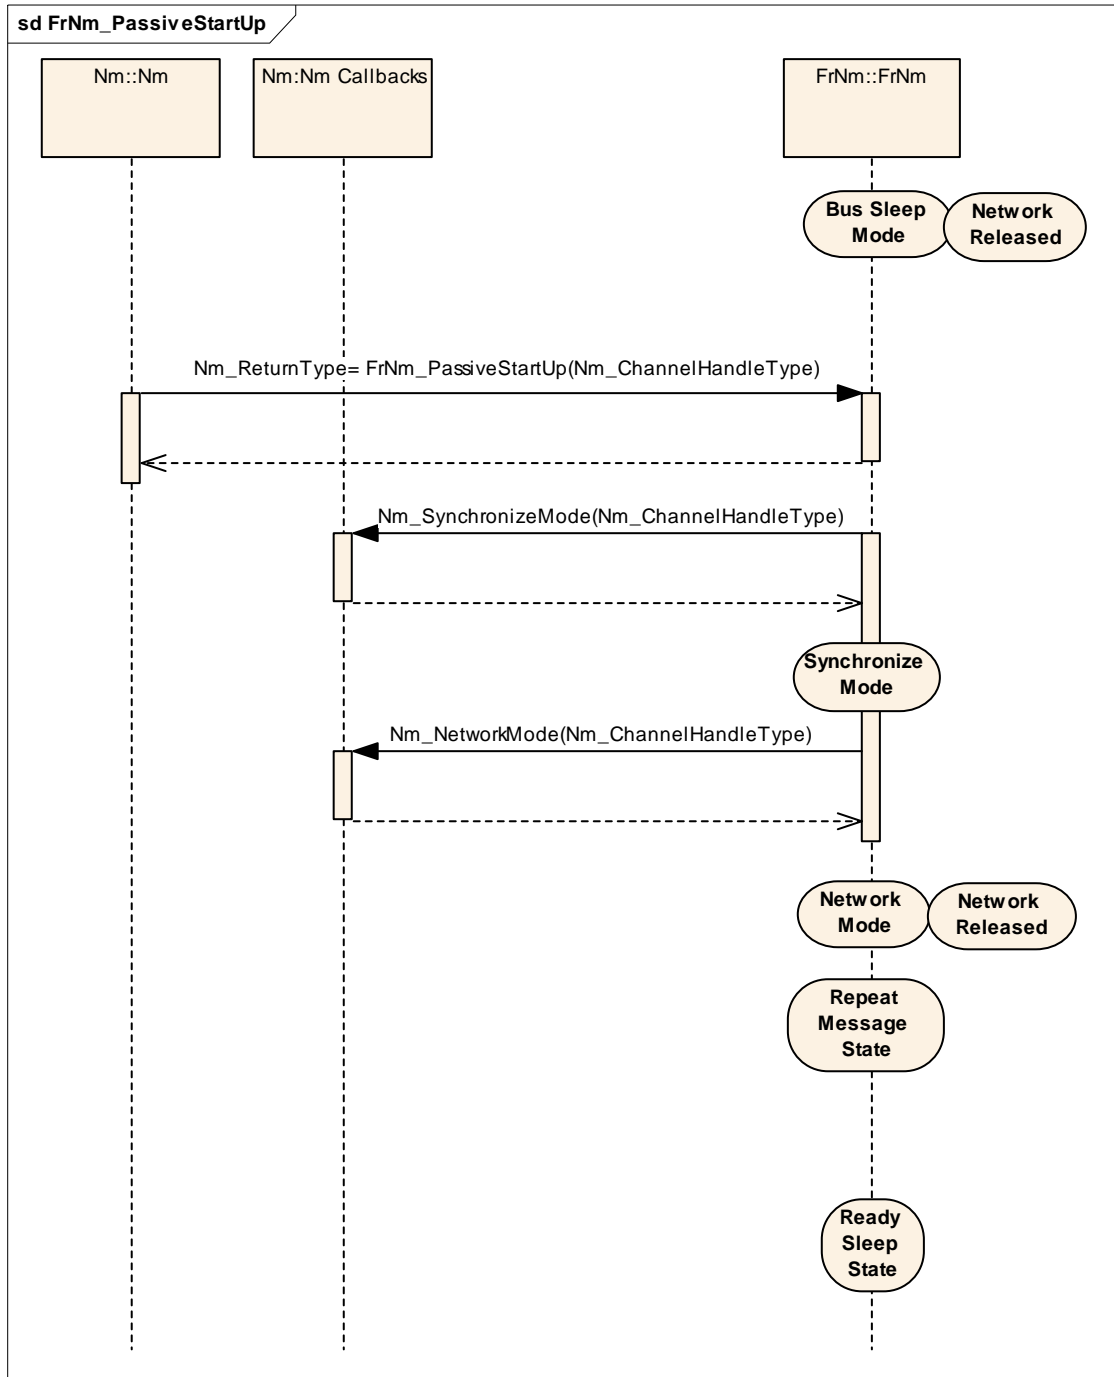 sd FrNm_PassiveStartUp
Nm::Nm
Nm:Nm Callbacks
FrNm::FrNm
Bus Sleep
Mode
Network
Released
Nm_ReturnType= FrNm_PassiveStartUp(Nm_ChannelHandleType)
Nm_SynchronizeMode(Nm_ChannelHandleType)
Synchronize
Mode
Nm_NetworkMode(Nm_ChannelHandleType)
Network
Mode
Network
Released
Repeat
Message
State
Ready
Sleep
State